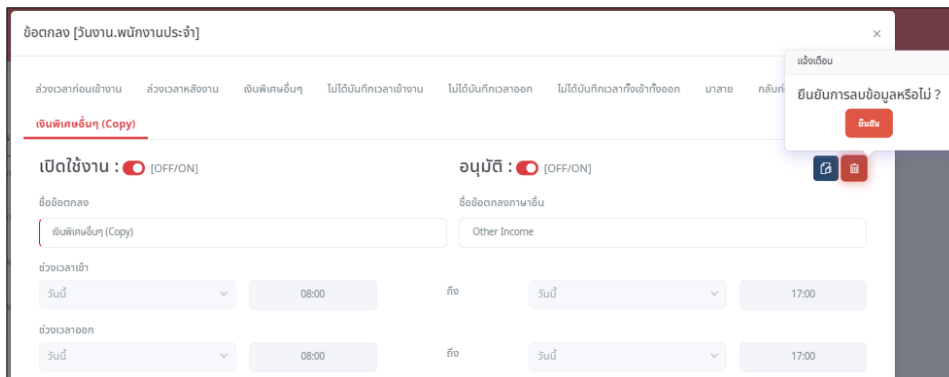 ข้อตกลง [วันงาน.พนักงานประจำ]
แจ้งเตือน
ยืนยันการลบข้อมูลหรือไม่ ?
ยืนยัน
ล่วงเวลาก่อนเข้างาน ล่วงเวลาหลังงาน เงินพิเศษอื่นๆ ไม่ได้บันทึกเวลาเข้างาน ไม่ได้บันทึกเวลาออก ไม่ได้บันทึกเวลาทั้งเข้าทั้งออก มาสาย
เงินพิเศษอื่นๆ (Copy)
เปิดใช้งาน : [OFF/ON] อนุมัติ : [OFF/ON]
ชื่อข้อตกลง ชื่อข้อตกลงภาษาอื่น
เงินพิเศษอื่นๆ (Copy) Other Income
ช่วงเวลาเข้า
วันนี้ 08:00 ถึง วันนี้ 17:00
ช่วงเวลาออก
วันนี้ 08:00 ถึง วันนี้ 17:00